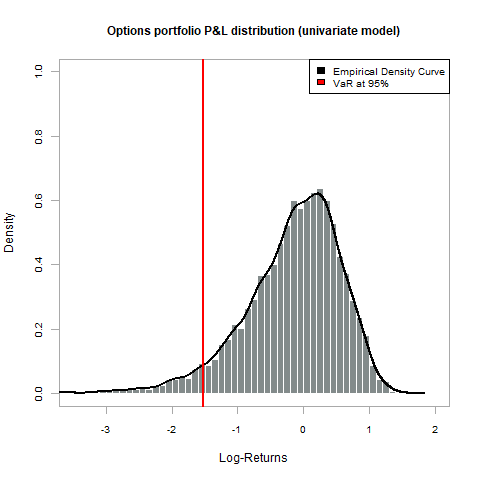 Options portfolio P&L distribution (univariate model)
Empirical Density Curve
VaR at 95%
Density
1.0
0.8
0.6
0.4
0.2
0.0
-3 -2 -1 0 1 2
Log-Returns